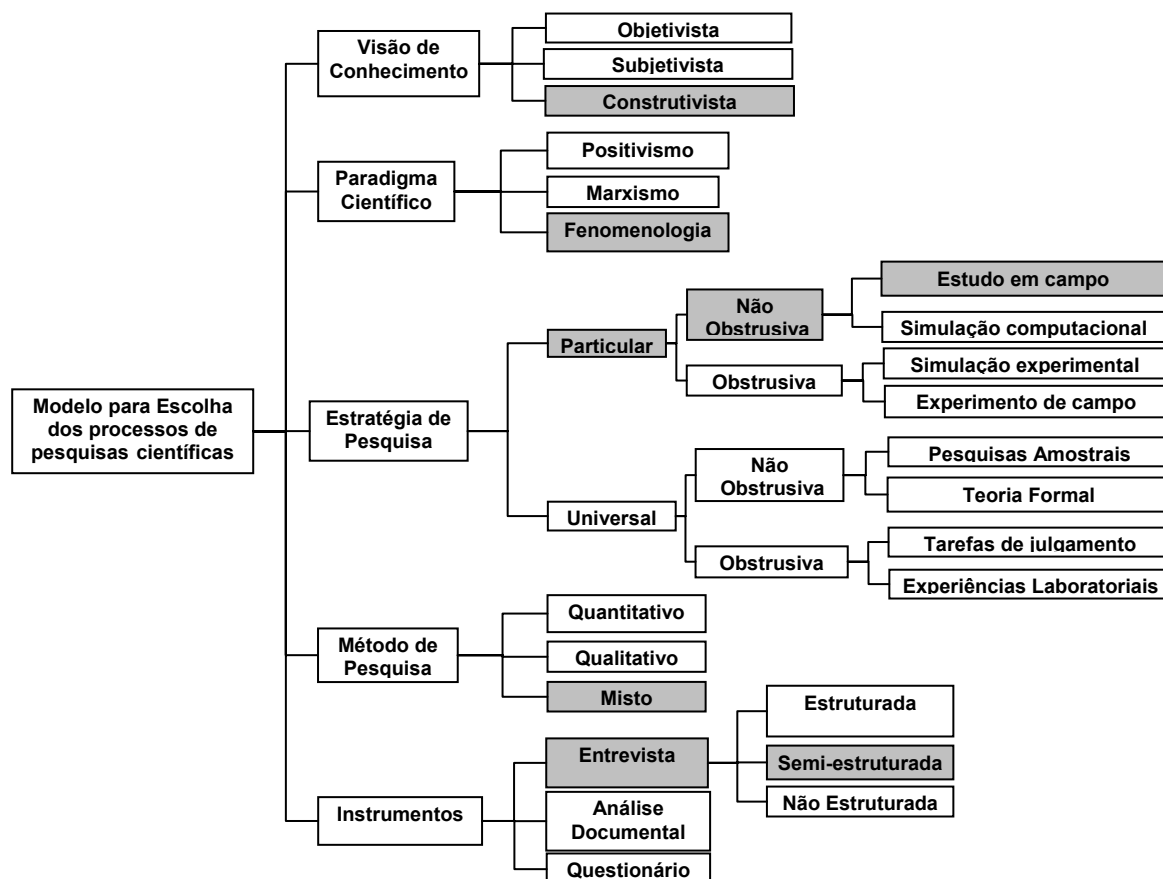 Visão de
Conhecimento
Objetivista
Subjetivista
Construtivista
Paradigma
Científico
Positivismo
Marxismo
Fenomenologia
Modelo para Escolha
dos processos de
pesquisas científicas
Estratégia de
Pesquisa
Particular
Não
Obstrusiva
Estudo em campo
Simulação computacional
Obstrusiva
Simulação experimental
Experimento de campo
Universal
Não
Obstrusiva
Pesquisas Amostrais
Teoria Formal
Obstrusiva
Tarefas de julgamento
Experiências Laboratoriais
Método de
Pesquisa
Quantitativo
Qualitativo
Misto
Instrumentos
Entrevista
Estruturada
Semi-estruturada
Não Estruturada
Análise
Documental
Questionário